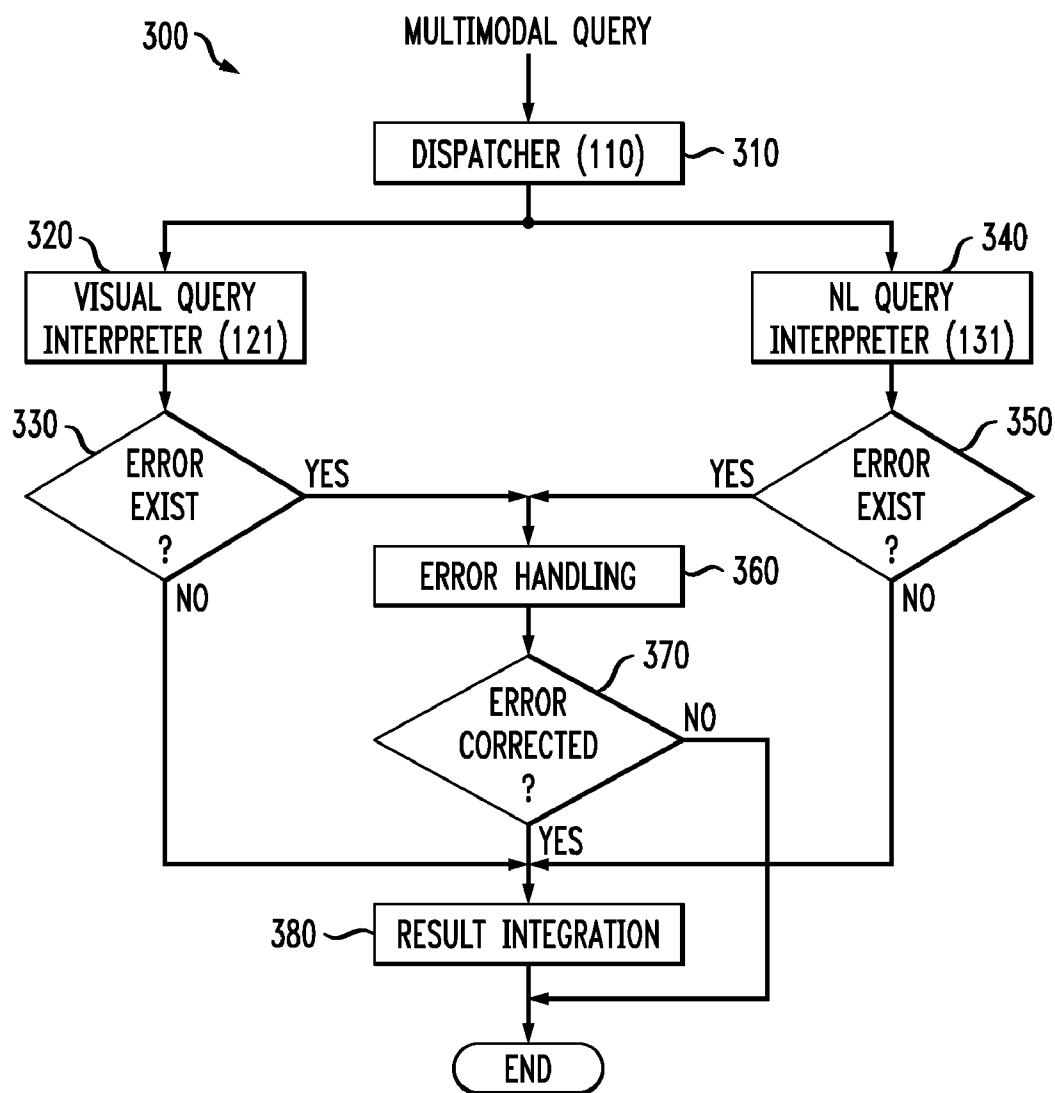 300
MULTIMODAL QUERY
DISPATCHER (110)
310
320
VISUAL QUERY
INTERPRETER (121)
340
NL QUERY
INTERPRETER (131)
330
ERROR
EXIST
?
YES
NO
350
ERROR
EXIST
?
YES
NO
ERROR HANDLING
360
370
ERROR
CORRECTED
?
NO
YES
380
RESULT INTEGRATION
END